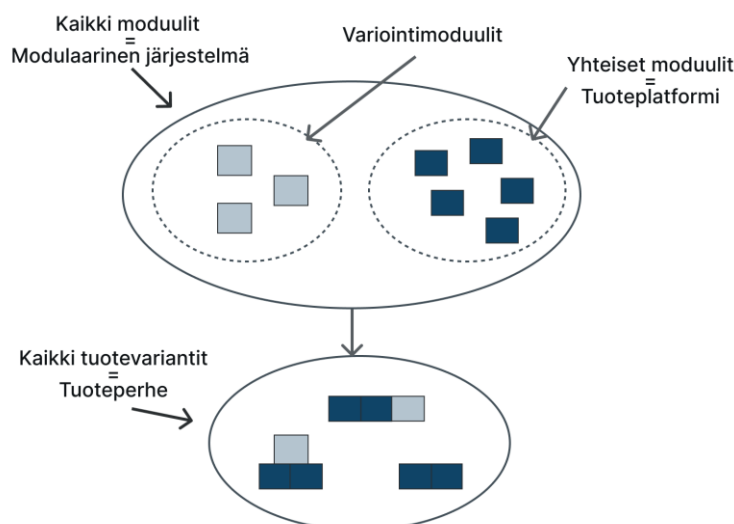 Kaikki moduulit
=
Modulaarinen järjestelmä
Variointimoduulit
Yhteiset moduulit
=
Tuoteplatformi
Kaikki tuotevariantit
=
Tuoteperhe